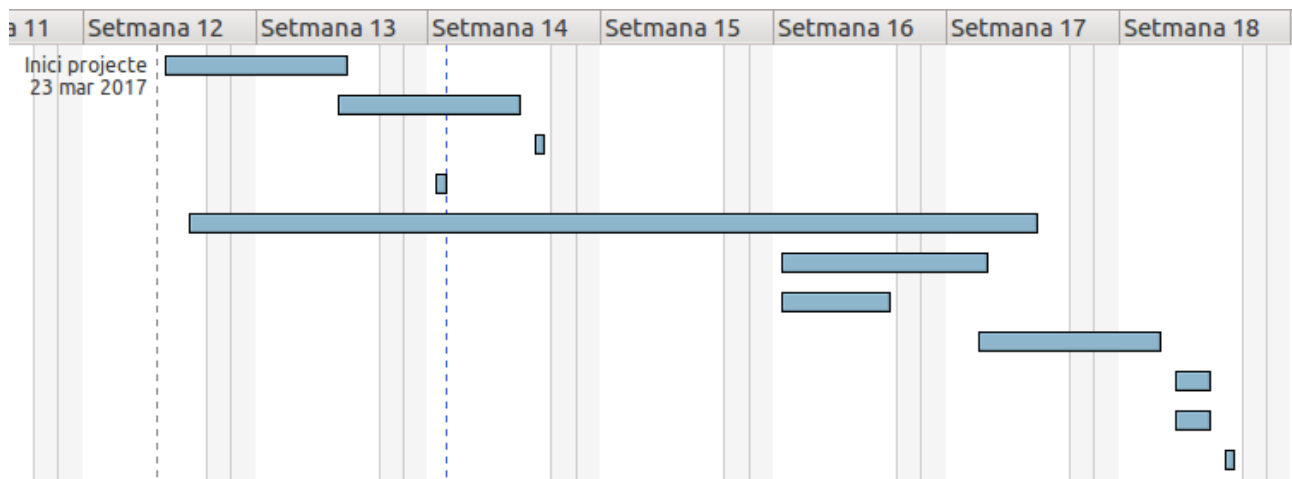 a 11 Setmana 12 Setmana 13 Setmana 14 Setmana 15 Setmana 16 Setmana 17 Setmana 18
Inici projecte
23 mar 2017